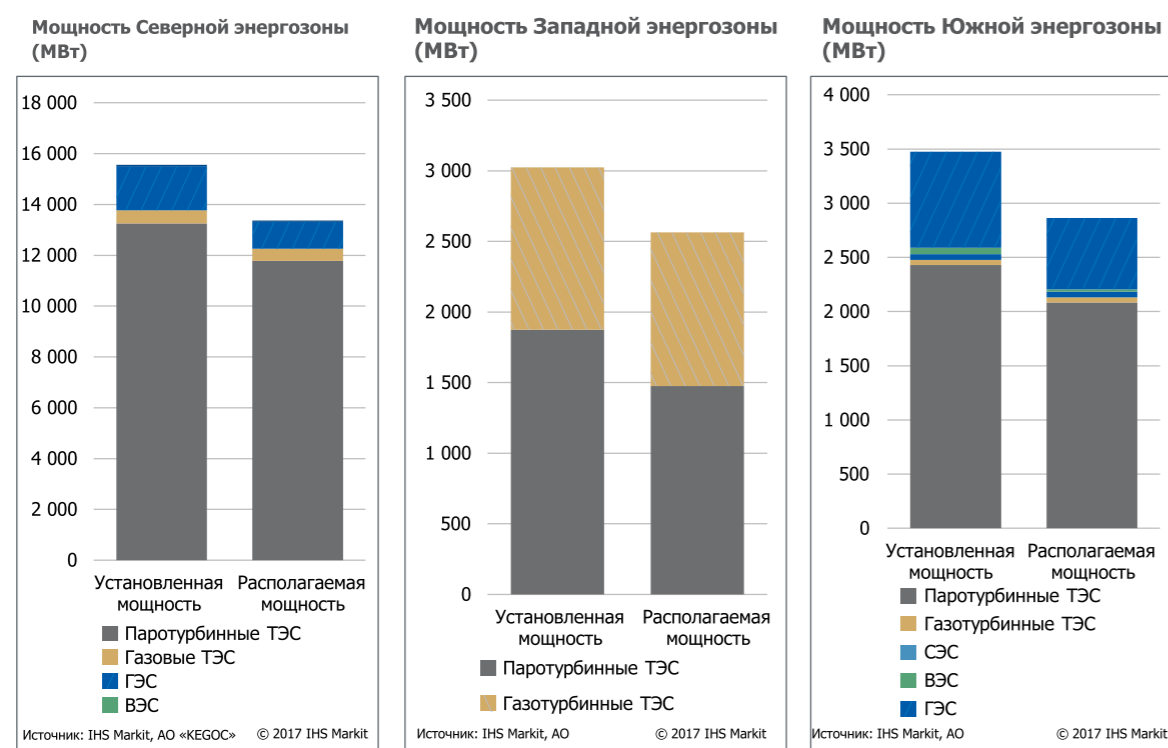 Мощность Северной энергозоны
(МВт)
18 000
16 000
14 000
12 000
10 000
8 000
6 000
4 000
2 000
0
Установленная
мощность
Располагаемая
мощность
Паротурбинные ТЭС
Газовые ТЭС
ГЭС
ВЭС
Источник: IHS Markit, АО «KEGOC»
© 2017 IHS Markit
Мощность Западной энергозоны
(МВт)
3 500
3 000
2 500
2 000
1 500
1 000
500
0
Установленная
мощность
Располагаемая
мощность
Паротурбинные ТЭС
Газотурбинные ТЭС
Источник: IHS Markit, АО
© 2017 IHS Markit
Мощность Южной энергозоны
(МВт)
4 000
3 500
3 000
2 500
2 000
1 500
1 000
500
0
Установленная
мощность
Располагаемая
мощность
Паротурбинные ТЭС
Газотурбинные ТЭС
СЭС
ВЭС
ГЭС
Источник: IHS Markit, АО
© 2017 IHS Markit